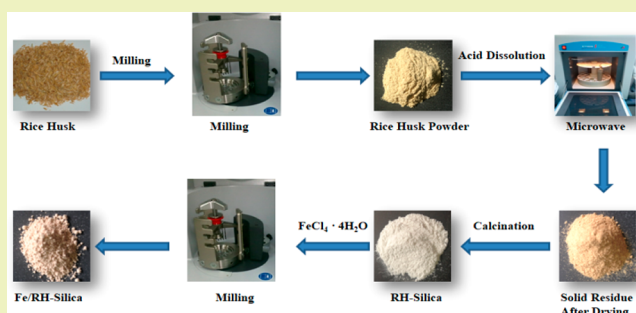 Milling
Acid Dissolution
Rice Husk
Milling
Rice Husk Powder
Microwave
FeCl₄ · 4H₂O
Calcination
Fe/RH-Silica
Milling
RH-Silica
Solid Residue
After Drying